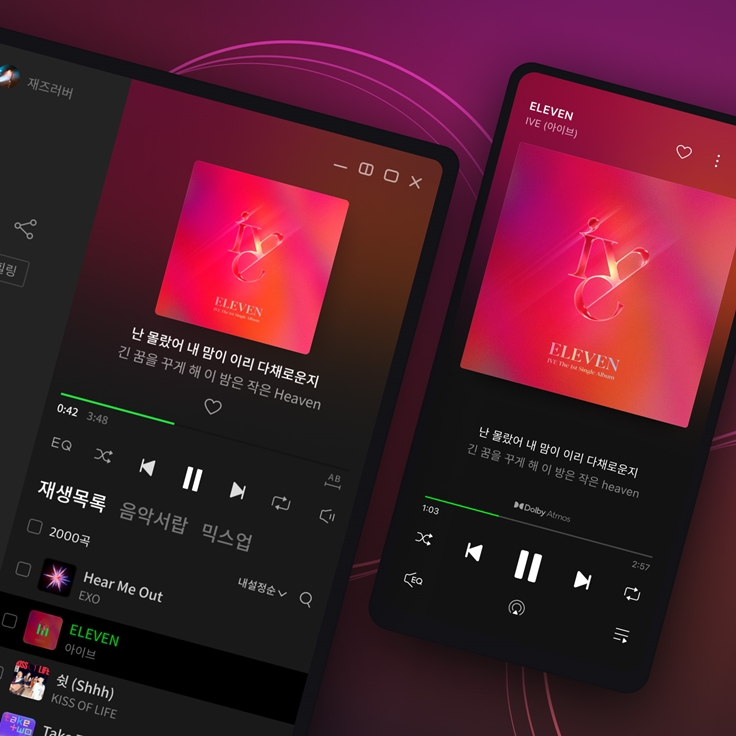 재즈러버
힐링
IVE
ELEVEN
IVE The 1st Single Album
난 몰랐어 내 맘이 이리 다채로운지
긴 꿈을 꾸게 해 이 밤은 작은 Heaven
0:42 3:48
EQ
AB
재생목록 음악서랍 믹스업
2000곡
내설정순
Hear Me Out
EXO
ELEVEN
아이브
쉿 (Shhh)
KISS OF LIFE
KISS OF LIFE
Take
ELEVEN
IVE (아이브)
IVE
ELEVEN
IVE The 1st Single Album
난 몰랐어 내 맘이 이리 다채로운지
긴 꿈을 꾸게 해 이 방은 작은 heaven
Dolby Atmos
1:03
2:57
EQ